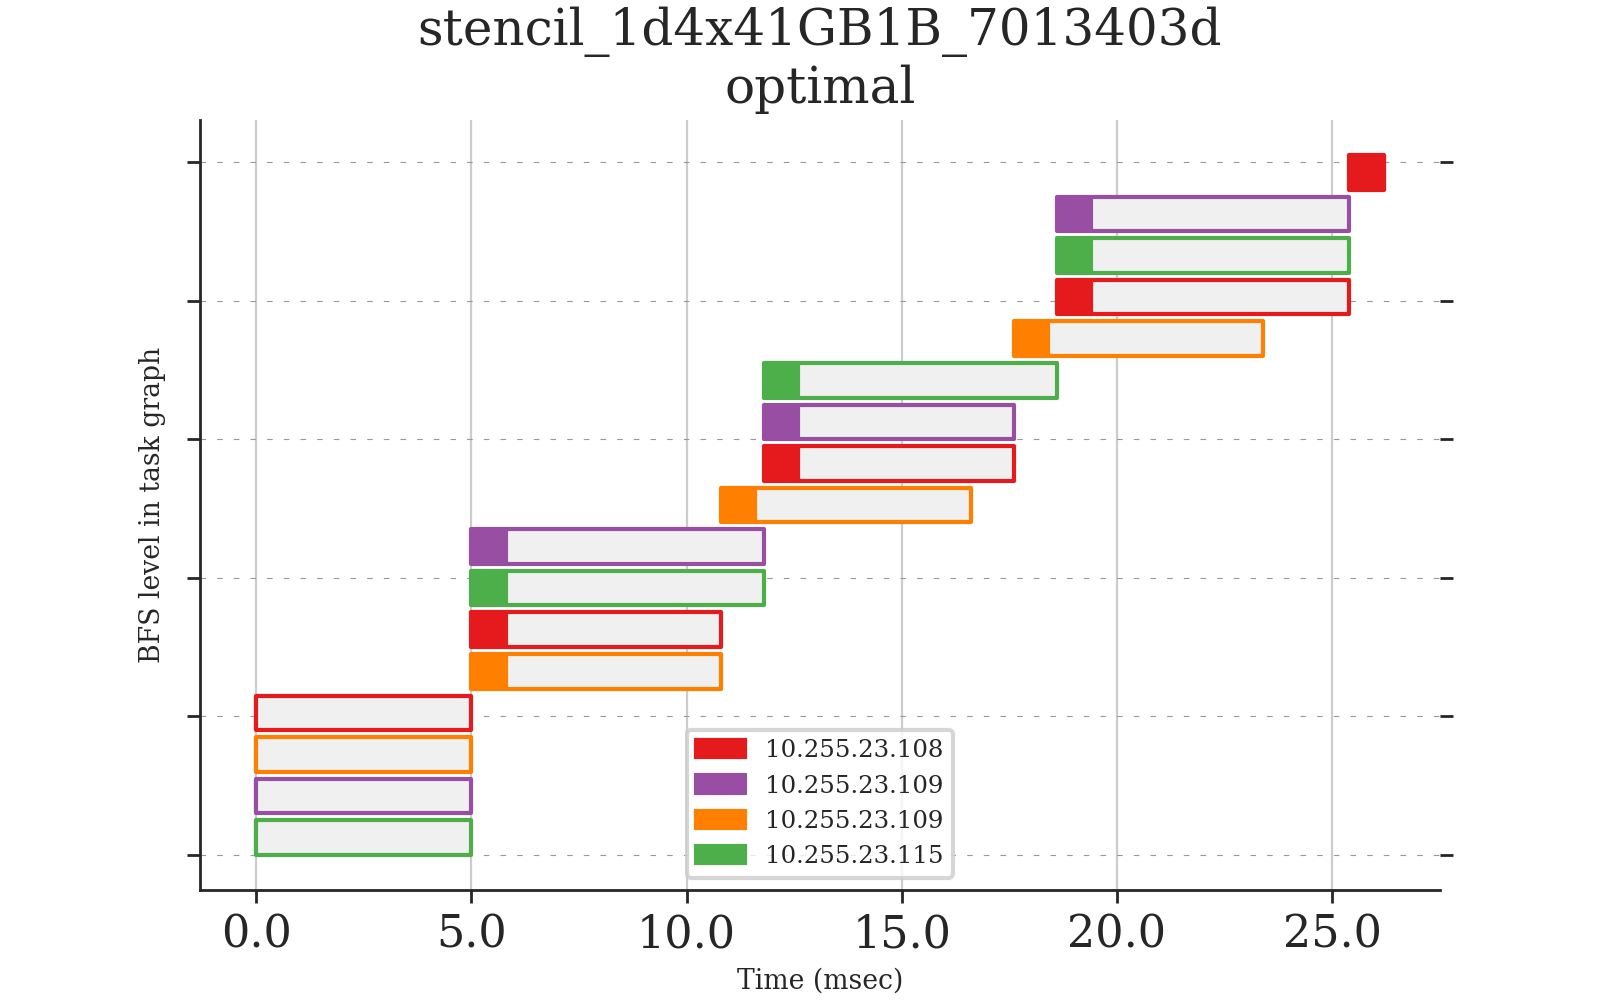 stencil_1d4x41GB1B_7013403d
optimal
BFS level in task graph
10.255.23.108
10.255.23.109
10.255.23.109
10.255.23.115
0.0 5.0 10.0 15.0 20.0 25.0
Time (msec)